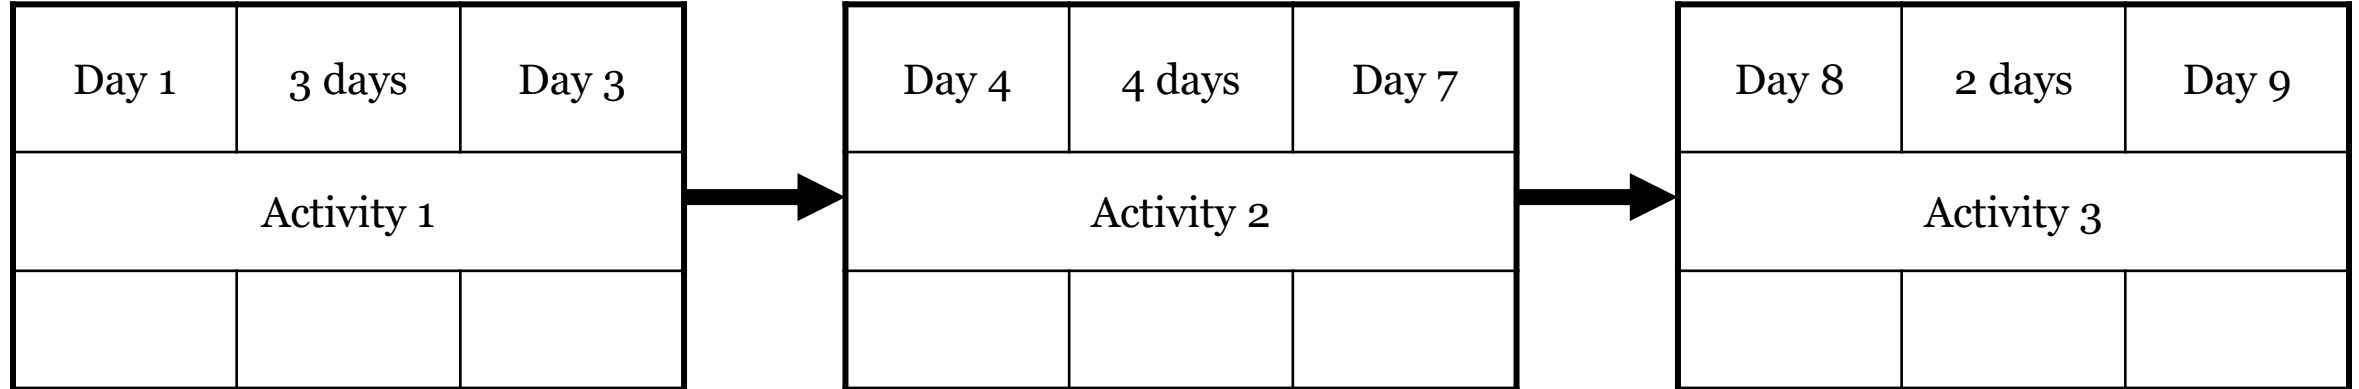 Day 1 3 days Day 3
Activity 1
Day 4 4 days Day 7
Activity 2
Day 8 2 days Day 9
Activity 3